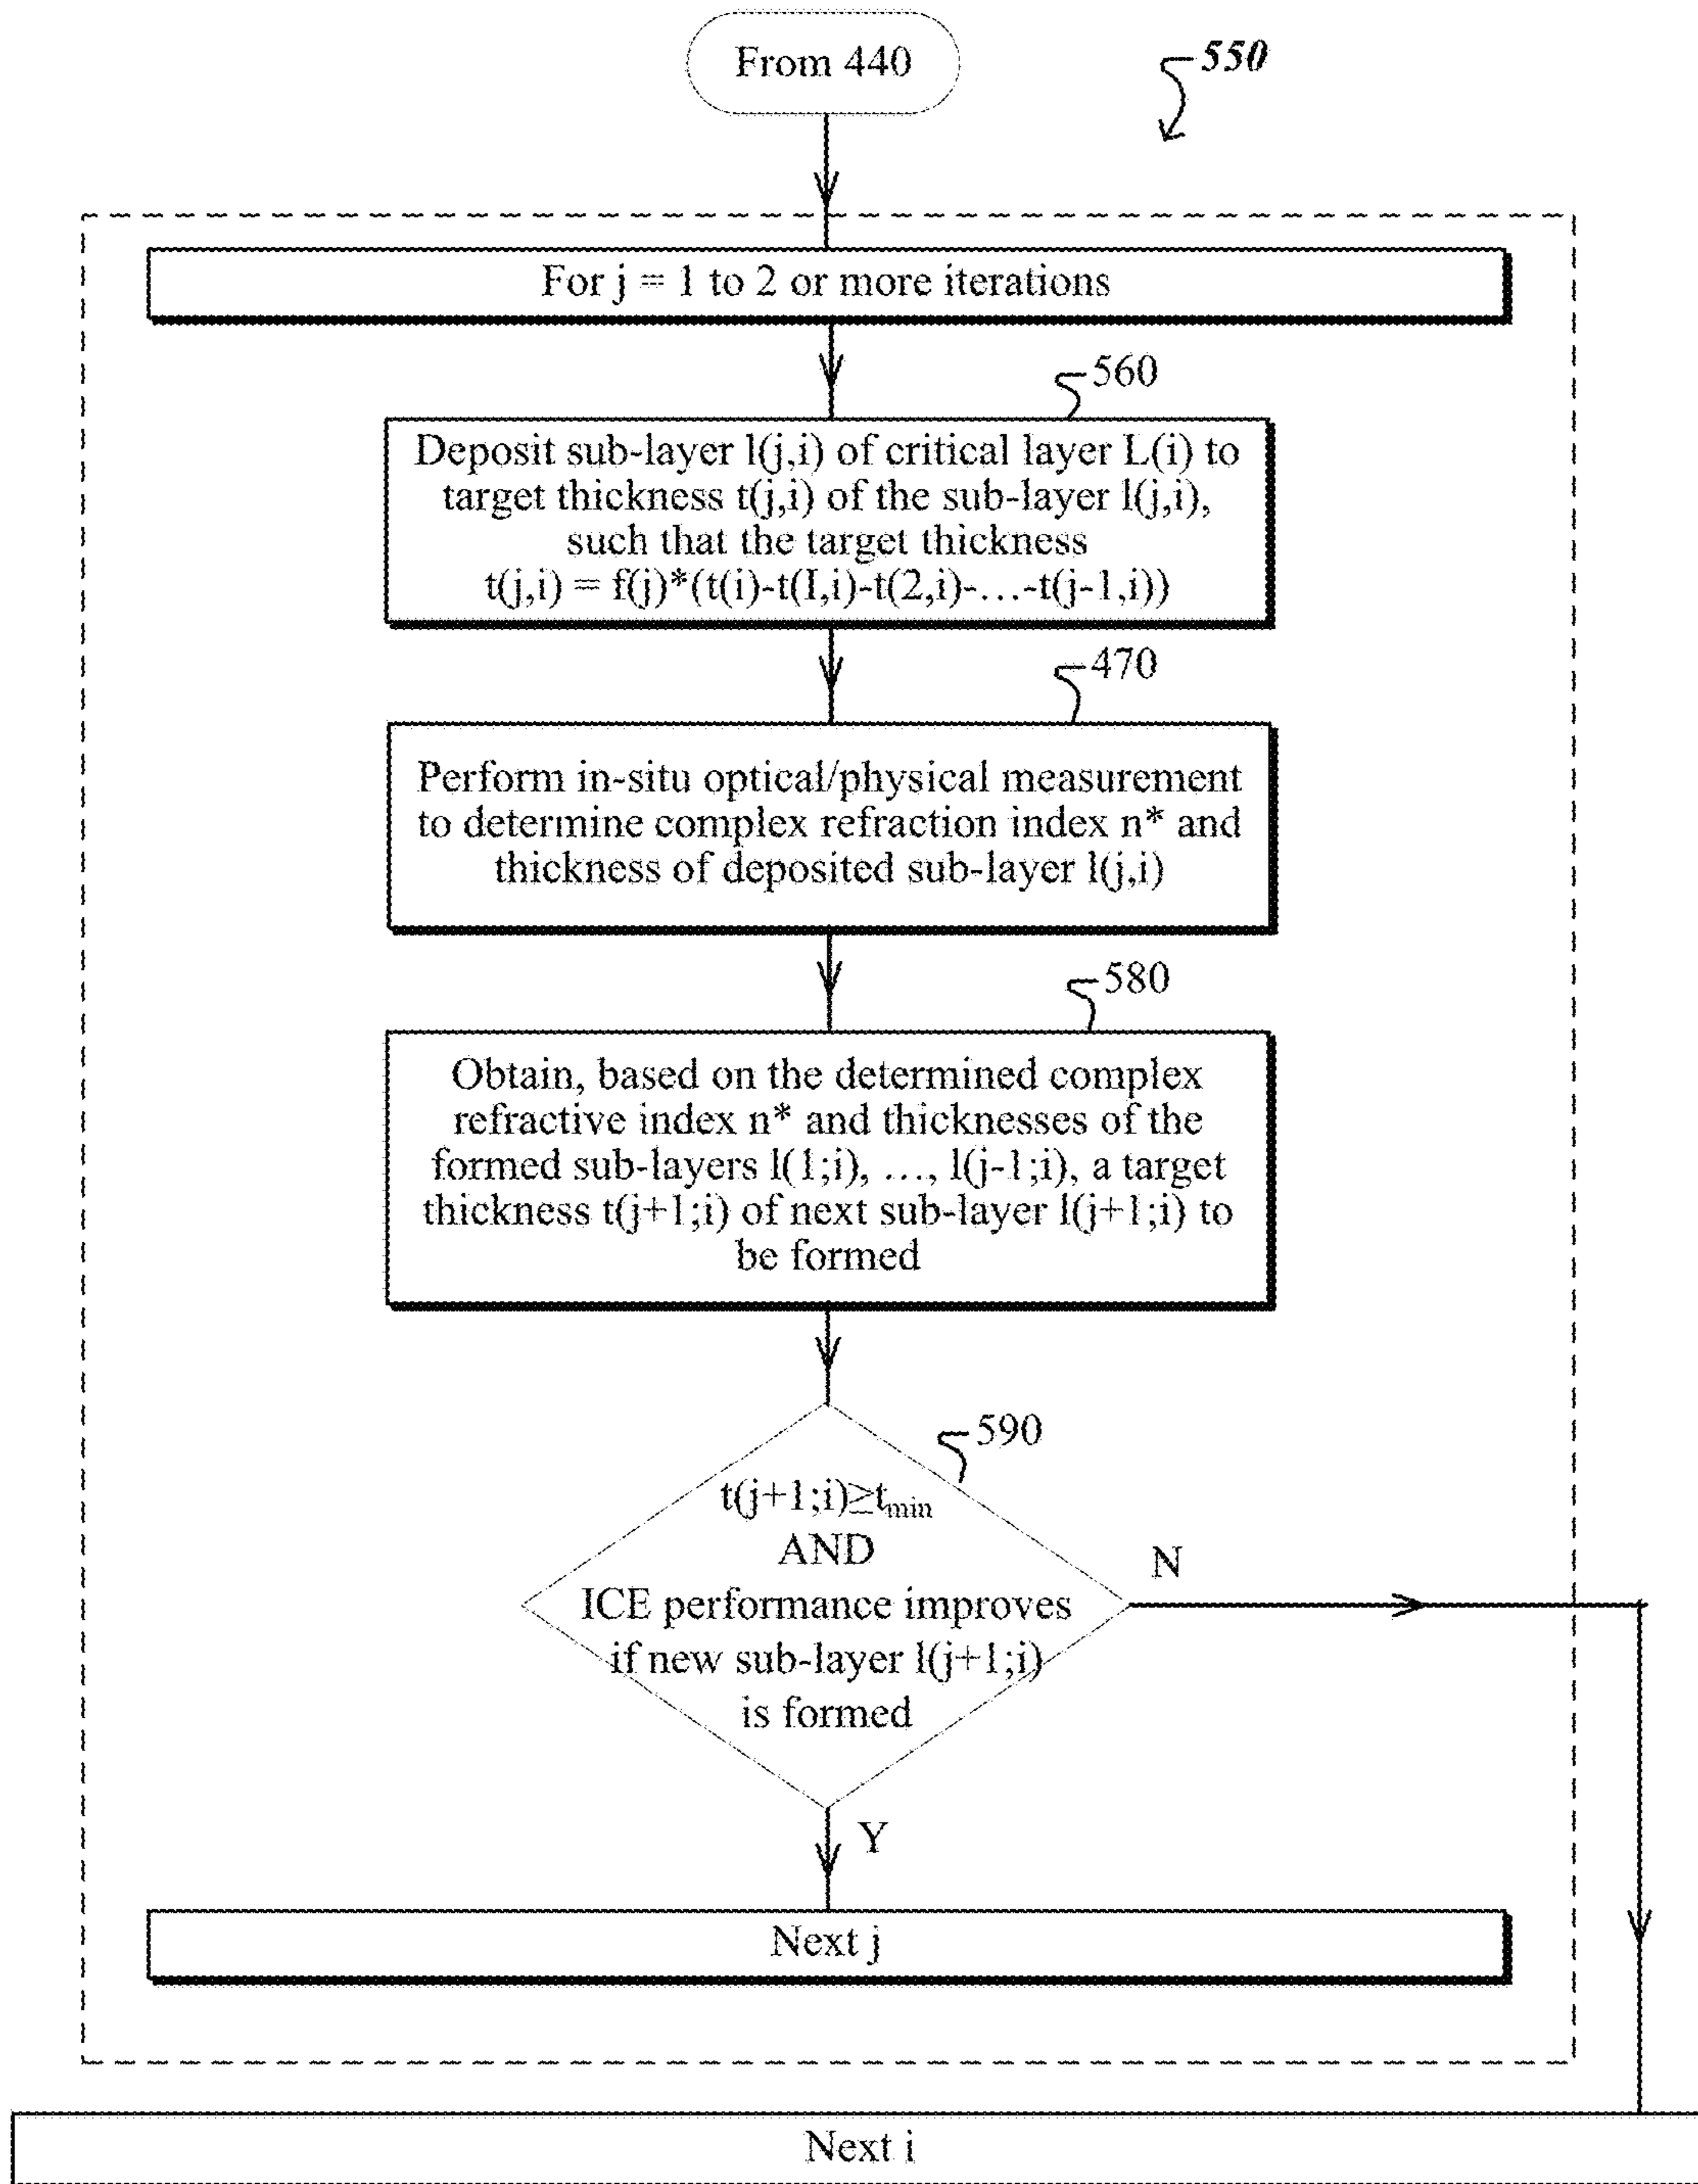 From 440
550
For j = 1 to 2 or more iterations
560
Deposit sub-layer l(j,i) of critical layer L(i) to
target thickness t(j,i) of the sub-layer l(j,i),
such that the target thickness
t(j,i) = f(j)*(t(i)-t(I,i)-t(2,i)-…-t(j-1,i))
470
Perform in-situ optical/physical measurement
to determine complex refraction index n* and
thickness of deposited sub-layer l(j,i)
580
Obtain, based on the determined complex
refractive index n* and thicknesses of the
formed sub-layers l(1;i), …, l(j-1;i), a target
thickness t(j+1;i) of next sub-layer l(j+1;i) to
be formed
590
t(j+1;i)≥tmin
AND
ICE performance improves
if new sub-layer l(j+1;i)
is formed
N
Y
Next j
Next i